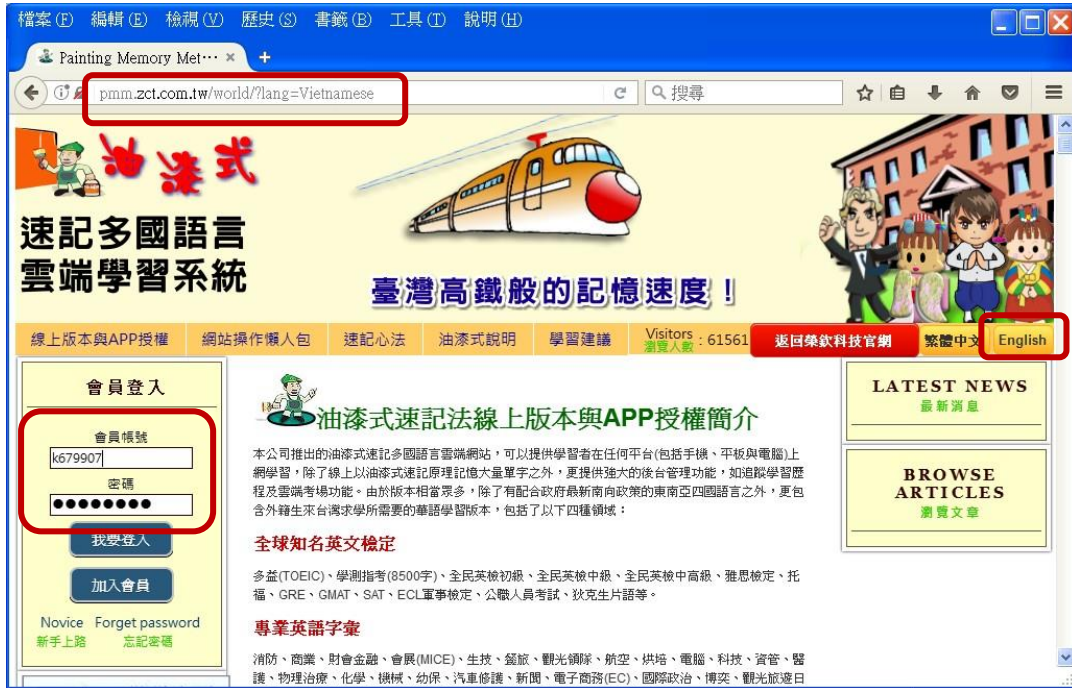 檔案(F) 編輯(E) 檢視(V) 歷史(S) 書籤(B) 工具(T) 說明(H)
Painting Memory Met…
pmm.zct.com.tw/world/?lang=Vietnamese
搜尋
油漆式
速記多國語言
雲端學習系統
臺灣高鐵般的記憶速度！
線上版本與APP授權 網站操作懶人包 速記心法 油漆式說明 學習建議 Visitors : 61561 返回榮欽科技官網 繁體中文 English
瀏覽人數
會員登入
會員帳號
k679907
密碼
●●●●●●●●
我要登入
加入會員
Novice Forget password
新手上路 忘記密碼
油漆式速記法線上版本與APP授權簡介
本公司推出的油漆式速記多國語言雲端網站，可以提供學習者在任何平台(包括手機、平板與電腦)上
網學習，除了線上以油漆式速記原理記憶大量單字之外，更提供強大的後台管理功能，如追蹤學習歷
程及雲端考場功能。由於版本相當眾多，除了有配合政府最新南向政策的東南亞四國語言之外，更包
含外籍生來台灣求學所需要的華語學習版本，包括了以下四種領域：
全球知名英文檢定
多益(TOEIC)、學測指考(8500字)、全民英檢初級、全民英檢中級、全民英檢中高級、雅思檢定、托
福、GRE、GMAT、SAT、ECL軍事檢定、公職人員考試、狄克生片語等。
專業英語字彙
消防、商業、財會金融、會展(MICE)、生技、餐旅、觀光領隊、航空、烘培、電腦、科技、資管、醫
護、物理治療、化學、機械、幼保、汽車修護、新聞、電子商務(EC)、國際政治、博奕、觀光旅遊日
LATEST NEWS
最新消息
BROWSE
ARTICLES
瀏覽文章